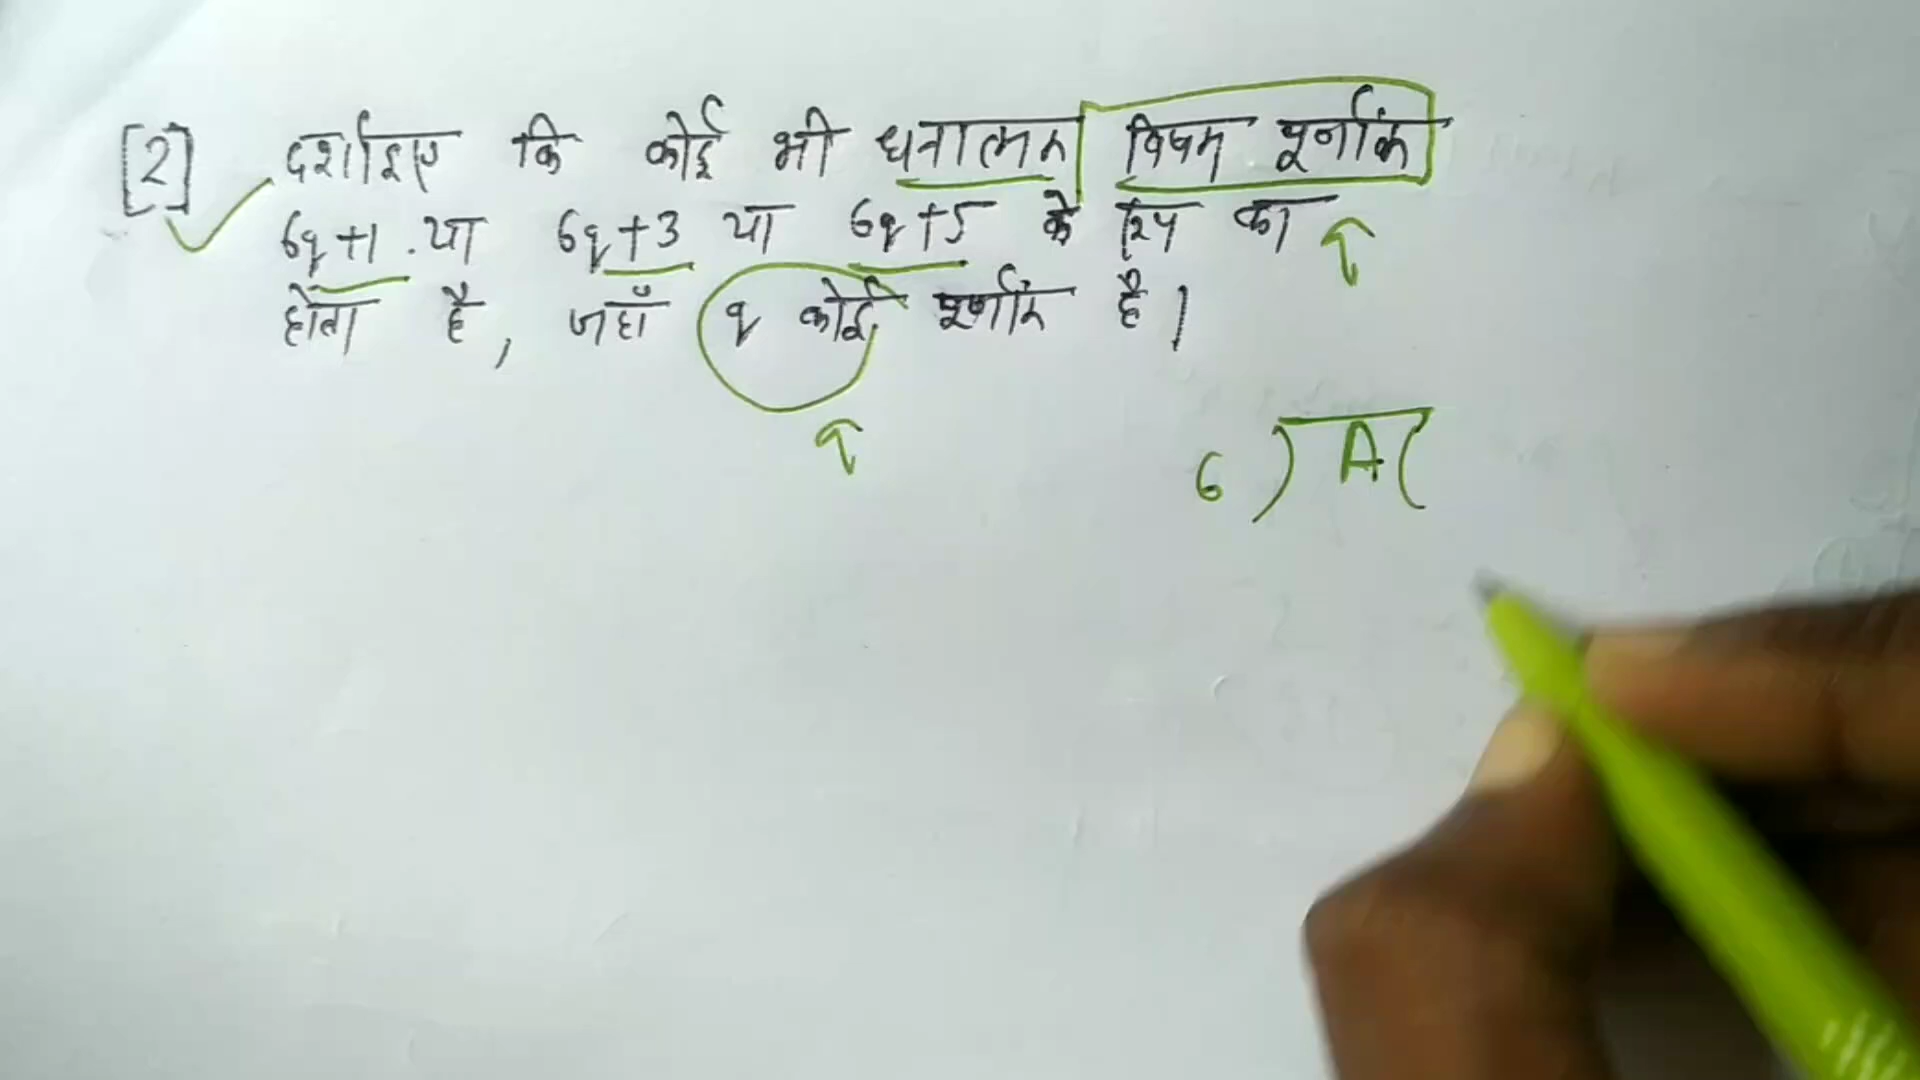 [2] दर्शाइए कि कोई भी धनात्मक विषम पूर्णांक
6q+1 या 6q+3 या 6q+5 के रूप का
होता है, जहाँ q कोई पूर्णांक है।
6 ) A (